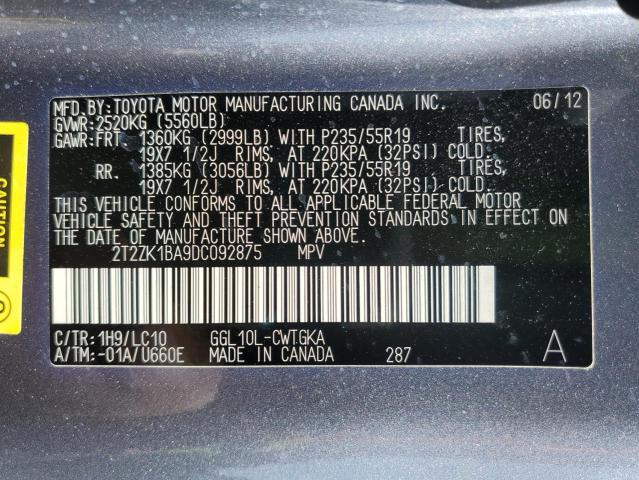 MFD.BY:TOYOTA MOTOR MANUFACTURING CANADA INC. 06/12
GVWR:2520KG (5560LB)
GAWR:FRT. 1360KG (2999LB) WITH P235/55R19 TIRES,
19X7 1/2J RIMS, AT 220KPA (32PSI) COLD.
RR. 1385KG (3056LB) WITH P235/55R19 TIRES,
19X7 1/2J RIMS, AT 220KPA (32PSI) COLD.
THIS VEHICLE CONFORMS TO ALL APPLICABLE FEDERAL MOTOR
VEHICLE SAFETY AND THEFT PREVENTION STANDARDS IN EFFECT ON
THE DATE OF MANUFACTURE SHOWN ABOVE.
2T2ZK1BA9DC092875 MPV
C/TR:1H9/LC10 GGL10L-CWTGKA
A/TM:-01A/U660E MADE IN CANADA 287 A
CAUTION